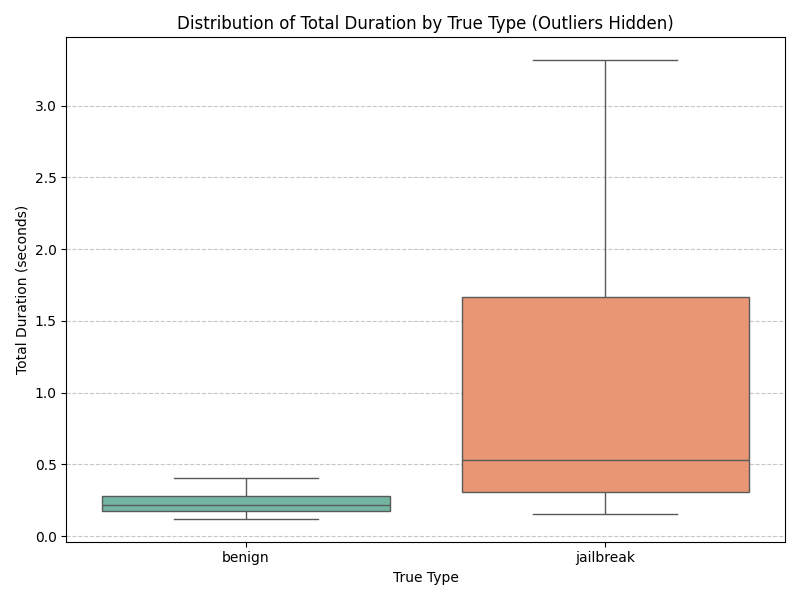 Distribution of Total Duration by True Type (Outliers Hidden)
Total Duration (seconds)
3.0
2.5
2.0
1.5
1.0
0.5
0.0
benign
jailbreak
True Type